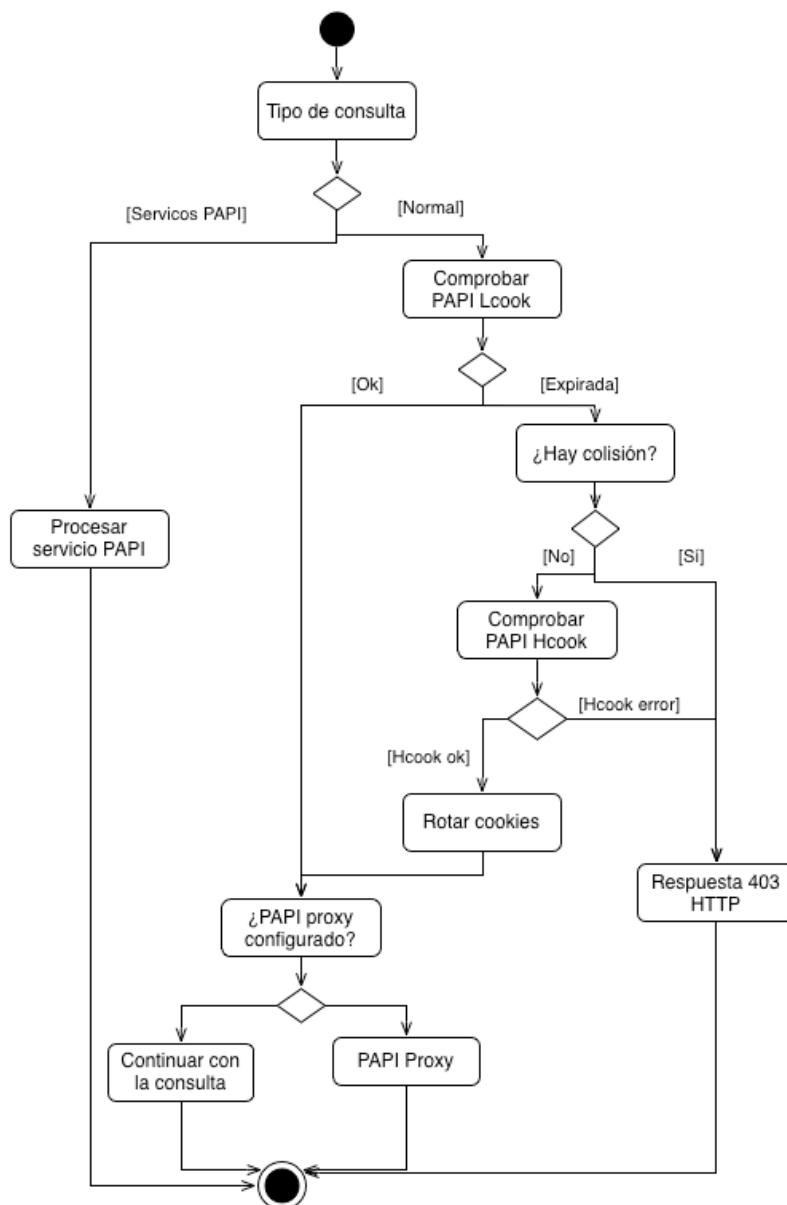 Tipo de consulta
[Servicos PAPI]
[Normal]
Comprobar
PAPI Lcook
[Ok]
[Expirada]
¿Hay colisión?
Procesar
servicio PAPI
[No]
[Sí]
Comprobar
PAPI Hcook
[Hcook error]
[Hcook ok]
Rotar cookies
Respuesta 403
HTTP
¿PAPI proxy
configurado?
Continuar con
la consulta
PAPI Proxy